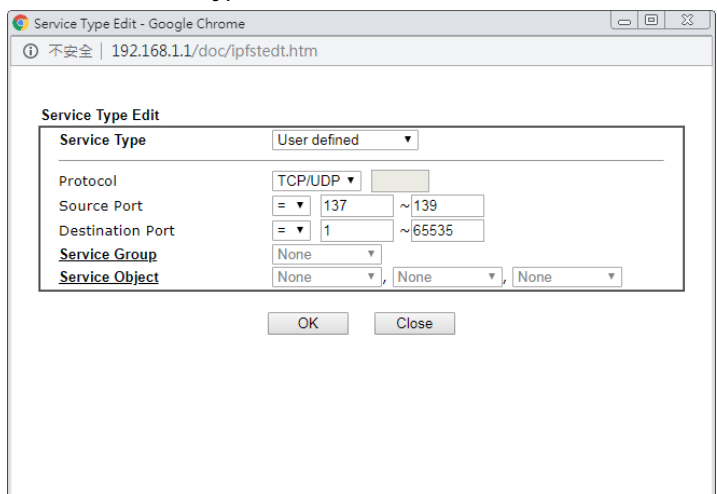 Service Type Edit - Google Chrome
不安全 | 192.168.1.1/doc/ipfstedt.htm
Service Type Edit
Service Type User defined
Protocol TCP/UDP
Source Port = 137 ~ 139
Destination Port = 1 ~ 65535
Service Group None
Service Object None , None , None
OK Close